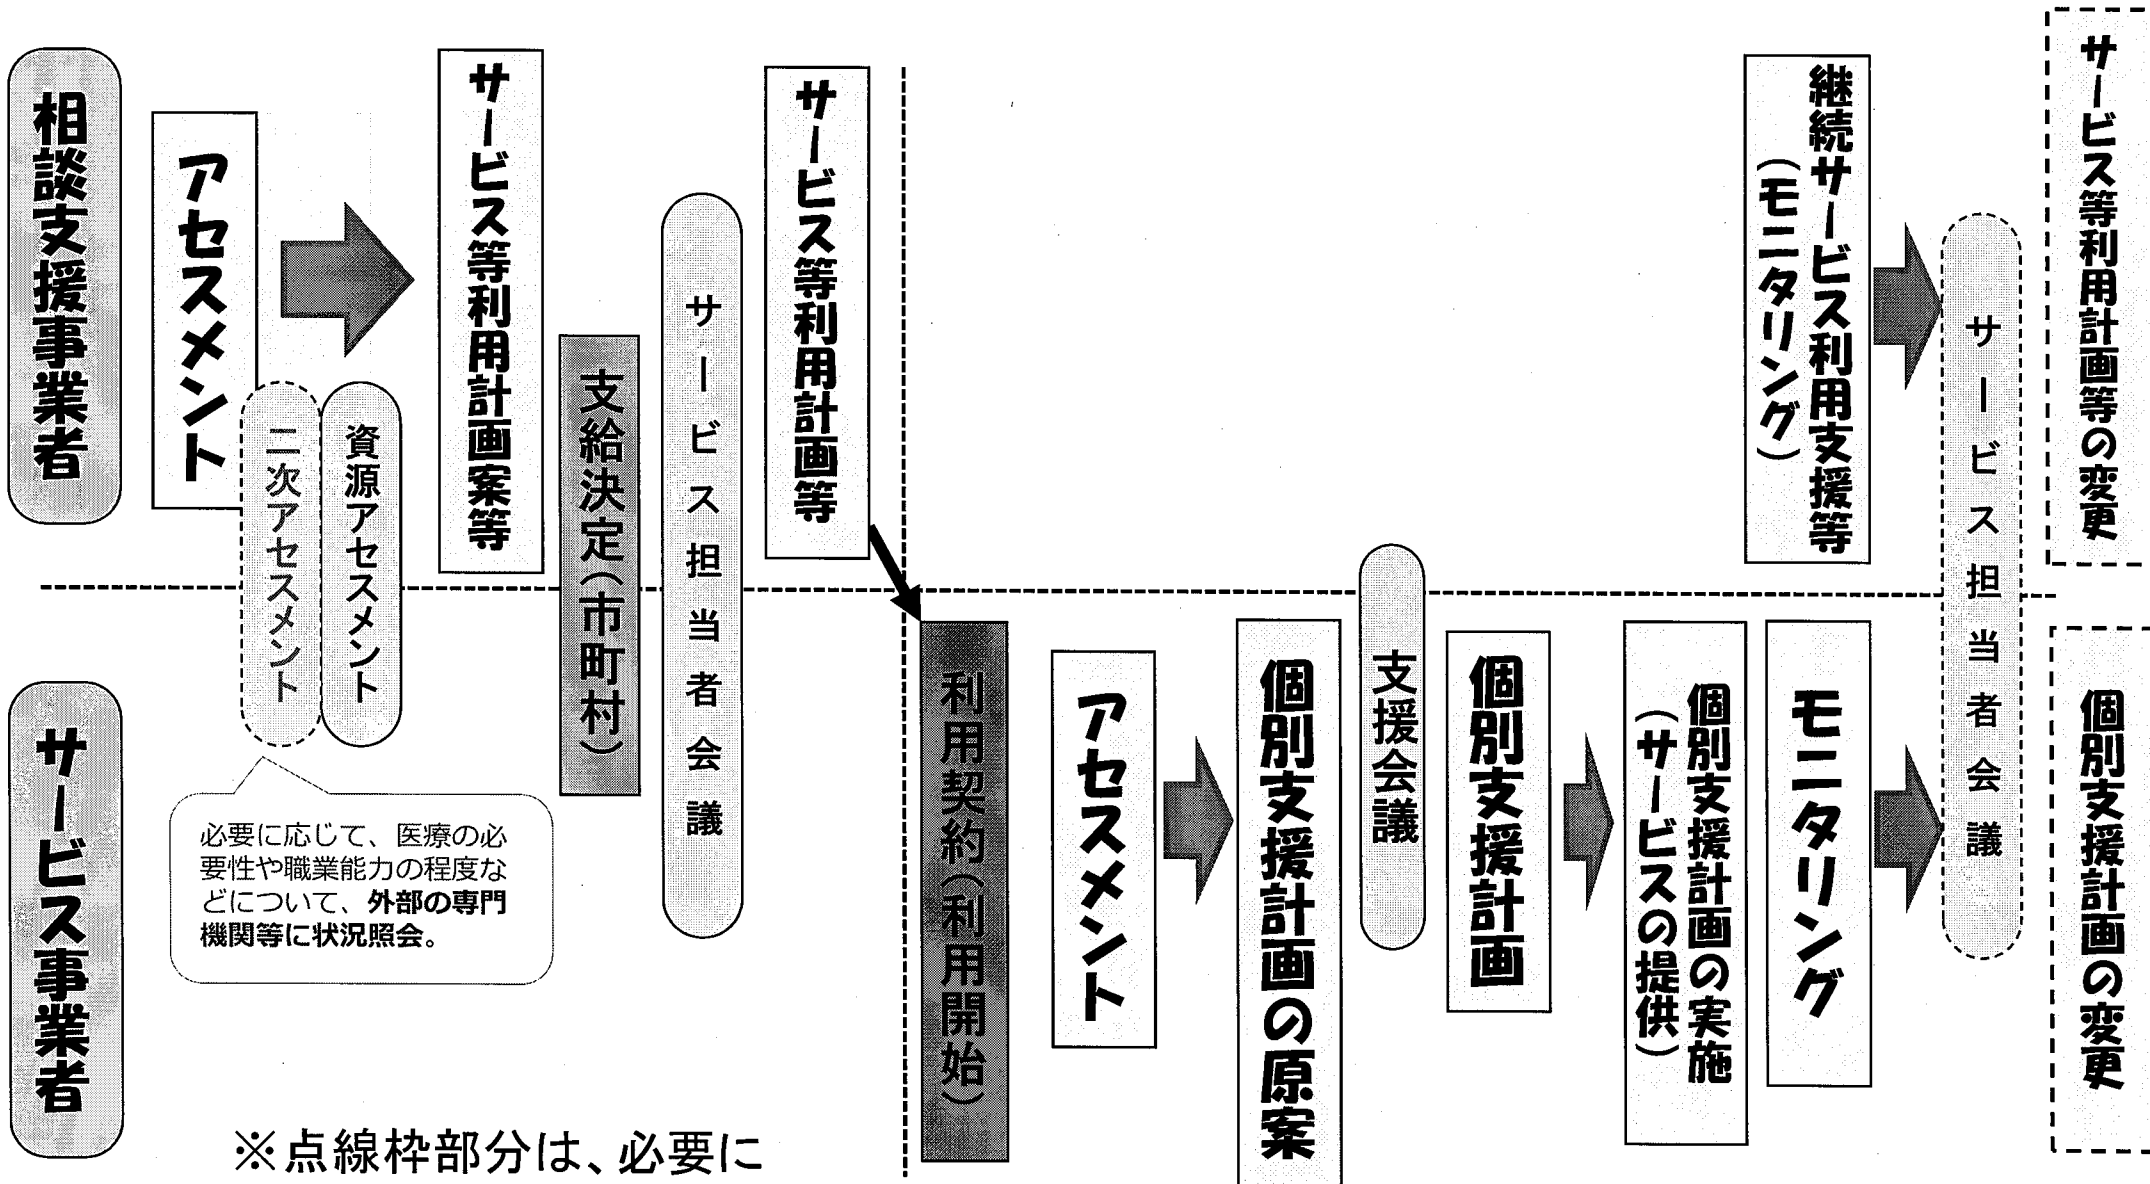 相談支援事業者
アセスメント
二次アセスメント
資源アセスメント
サービス等利用計画案等
支給決定(市町村)
サービス担当者会議
サービス等利用計画等
継続サービス利用支援等
(モニタリング)
サービス担当者会議
サービス等利用計画等の変更
サービス事業者
必要に応じて、医療の必
要性や職業能力の程度な
どについて、外部の専門
機関等に状況照会。
利用契約(利用開始)
アセスメント
個別支援計画の原案
支援会議
個別支援計画
個別支援計画の実施
(サービスの提供)
モニタリング
個別支援計画の変更
※点線枠部分は、必要に